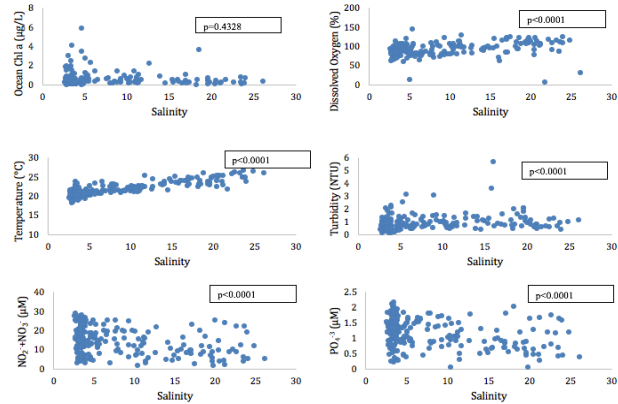 Ocean Chl a (µg/L)
8
6
4
2
0
p=0.4328
0 5 10 15 20 25 30
Salinity
Dissolved Oxygen (%)
200
150
100
50
0
p<0.0001
0 10 20 30
Salinity
Temperature (°C)
30
25
20
15
10
p<0.0001
0 5 10 15 20 25 30
Salinity
Turbidity (NTU)
6
5
4
3
2
1
0
p<0.0001
0 5 10 15 20 25 30
Salinity
NO₂⁻+NO₃⁻ (µM)
40
30
20
10
0
p<0.0001
0 5 10 15 20 25 30
Salinity
PO₄⁻³ (µM)
2.5
2
1.5
1
0.5
0
p<0.0001
0 5 10 15 20 25 30
Salinity